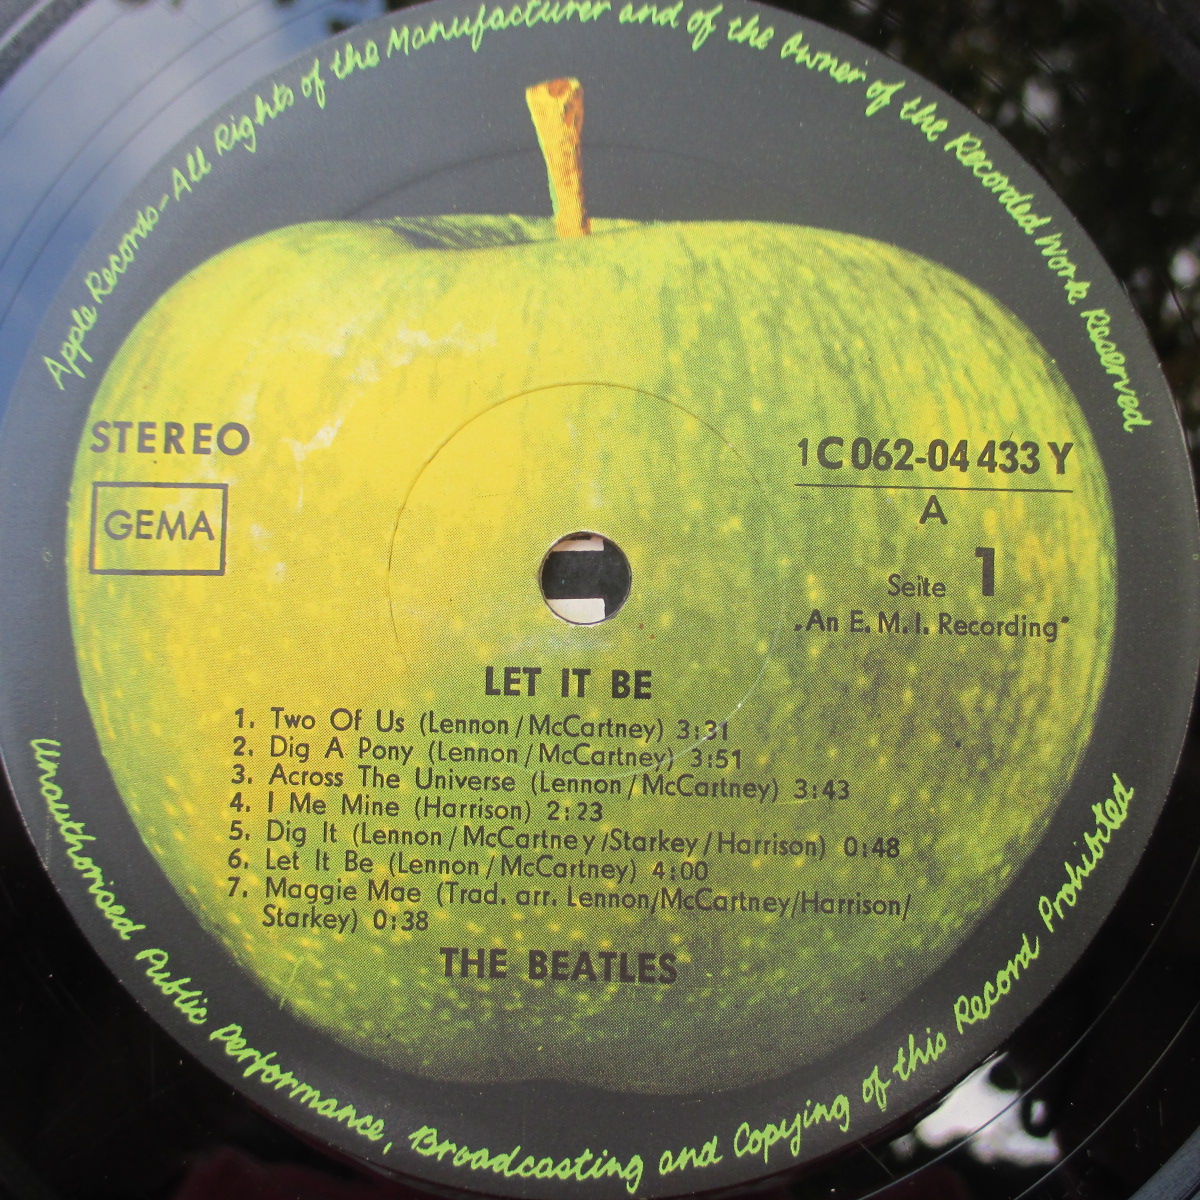 Apple Records - All Rights of the Manufacturer and of the Owner of the Recorded Work Reserved
STEREO
GEMA
1C 062-04 433 Y
A
Seite 1
„An E. M. I. Recording"
LET IT BE
1. Two Of Us (Lennon/McCartney) 3:31
2. Dig A Pony (Lennon/McCartney) 3:51
3. Across The Universe (Lennon/McCartney) 3:43
4. I Me Mine (Harrison) 2:23
5. Dig It (Lennon/McCartney/Starkey/Harrison) 0:48
6. Let It Be (Lennon/McCartney) 4:00
7. Maggie Mae (Trad. arr. Lennon/McCartney/Harrison/
Starkey) 0:38
THE BEATLES
Unauthorised Public Performance, Broadcasting and Copying of this Record Prohibited